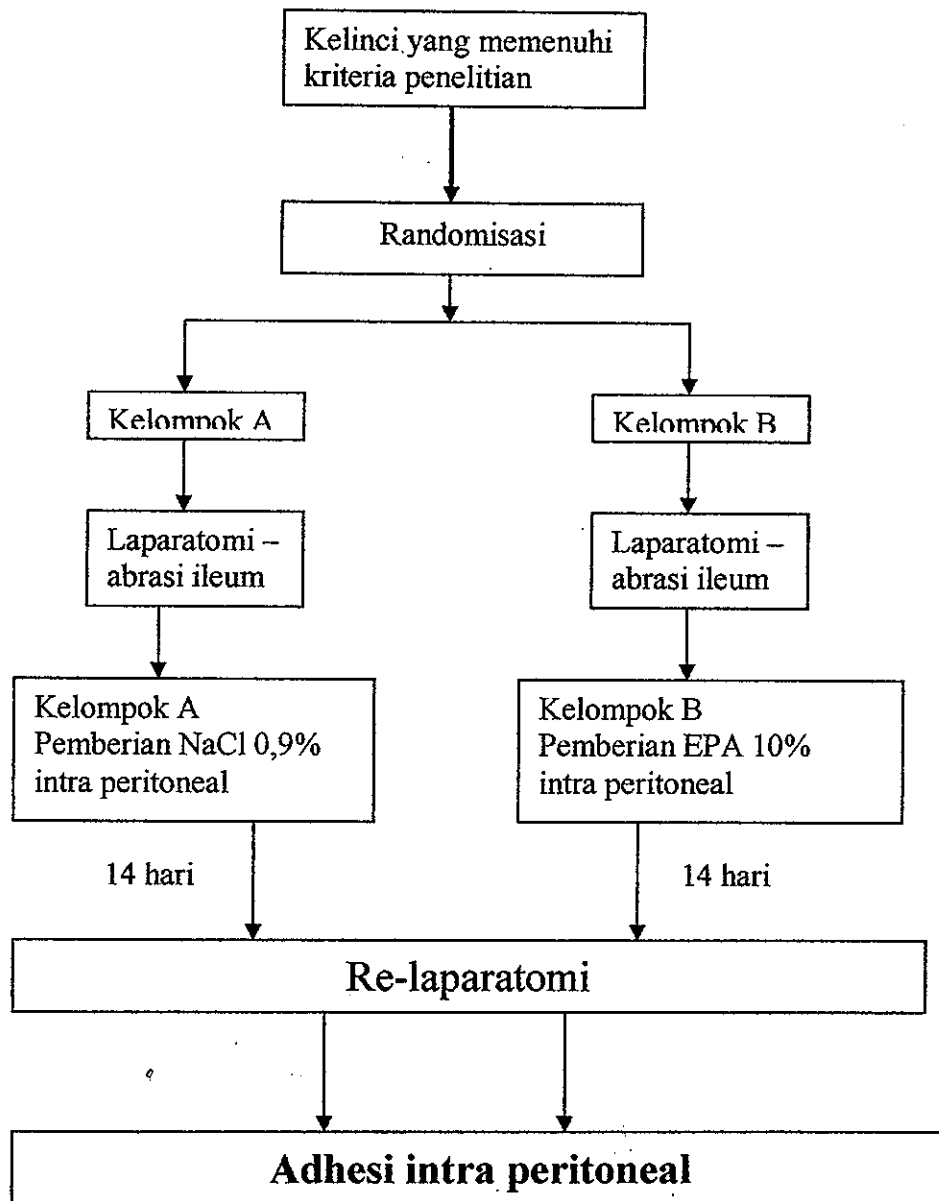 Kelinci yang memenuhi
kriteria penelitian
Randomisasi
Kelompok A
Kelompok B
Laparatomi –
abrasi ileum
Laparatomi –
abrasi ileum
Kelompok A
Pemberian NaCl 0,9%
intra peritoneal
Kelompok B
Pemberian EPA 10%
intra peritoneal
14 hari
14 hari
Re-laparatomi
Adhesi intra peritoneal